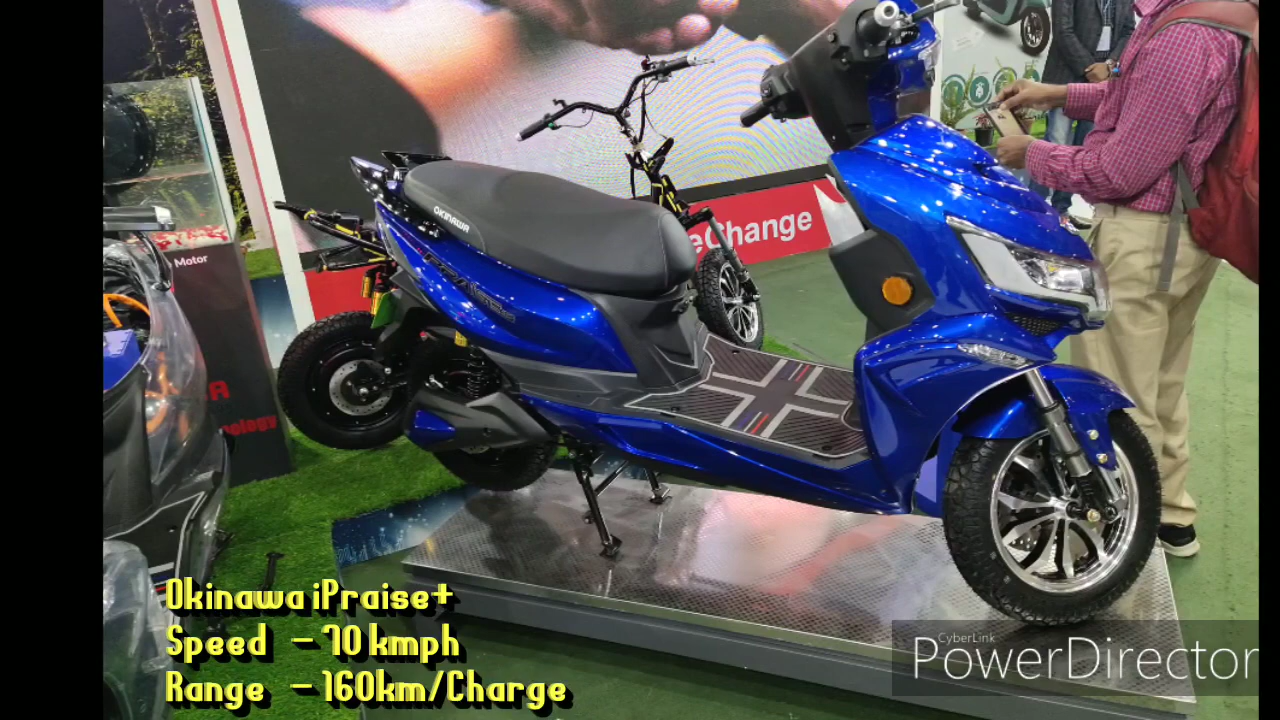 eChange
OKINAWA
Motor
Okinawa iPraise+
Speed – 70 kmph
Range – 160km/Charge
CyberLink
PowerDirector